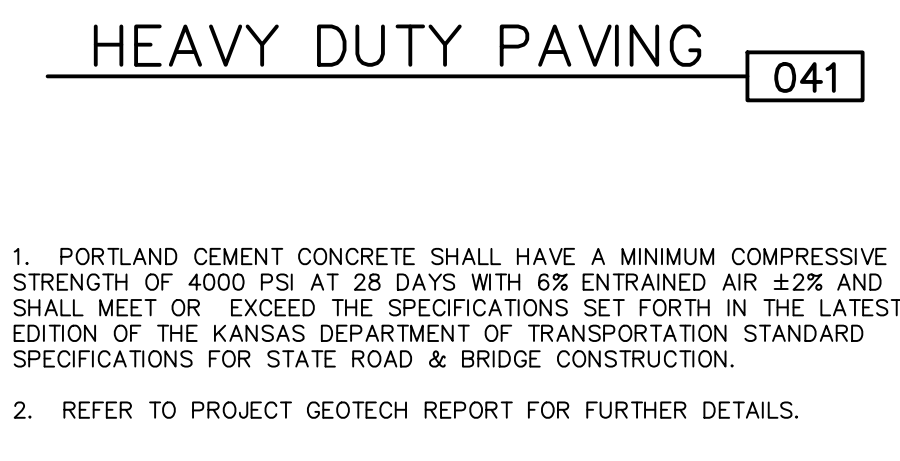 HEAVY DUTY PAVING
041
1. PORTLAND CEMENT CONCRETE SHALL HAVE A MINIMUM COMPRESSIVE
STRENGTH OF 4000 PSI AT 28 DAYS WITH 6% ENTRAINED AIR ±2% AND
SHALL MEET OR EXCEED THE SPECIFICATIONS SET FORTH IN THE LATEST
EDITION OF THE KANSAS DEPARTMENT OF TRANSPORTATION STANDARD
SPECIFICATIONS FOR STATE ROAD & BRIDGE CONSTRUCTION.
2. REFER TO PROJECT GEOTECH REPORT FOR FURTHER DETAILS.